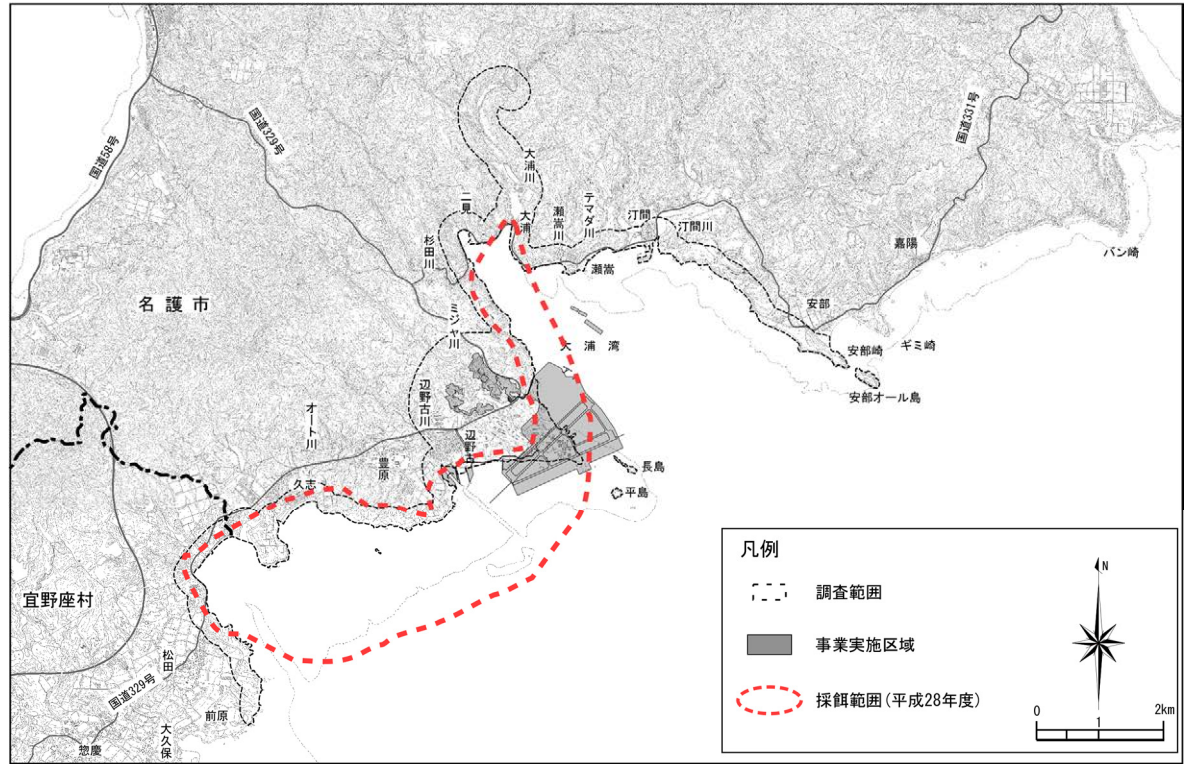 国道58号
国道329号
国道331号
大浦川
二見
大浦
瀬嵩川
テマダ川
汀間
汀間川
杉田川
瀬嵩
嘉陽
バン崎
名護市
ミジャ川
安部
大浦湾
安部崎
ギミ崎
安部オール島
辺野古川
オート川
辺野古
豊原
長島
久志
平島
宜野座村
松田
国道329号
前原
大久保
惣慶
凡例
調査範囲
事業実施区域
採餌範囲(平成28年度)
N
0 1 2km